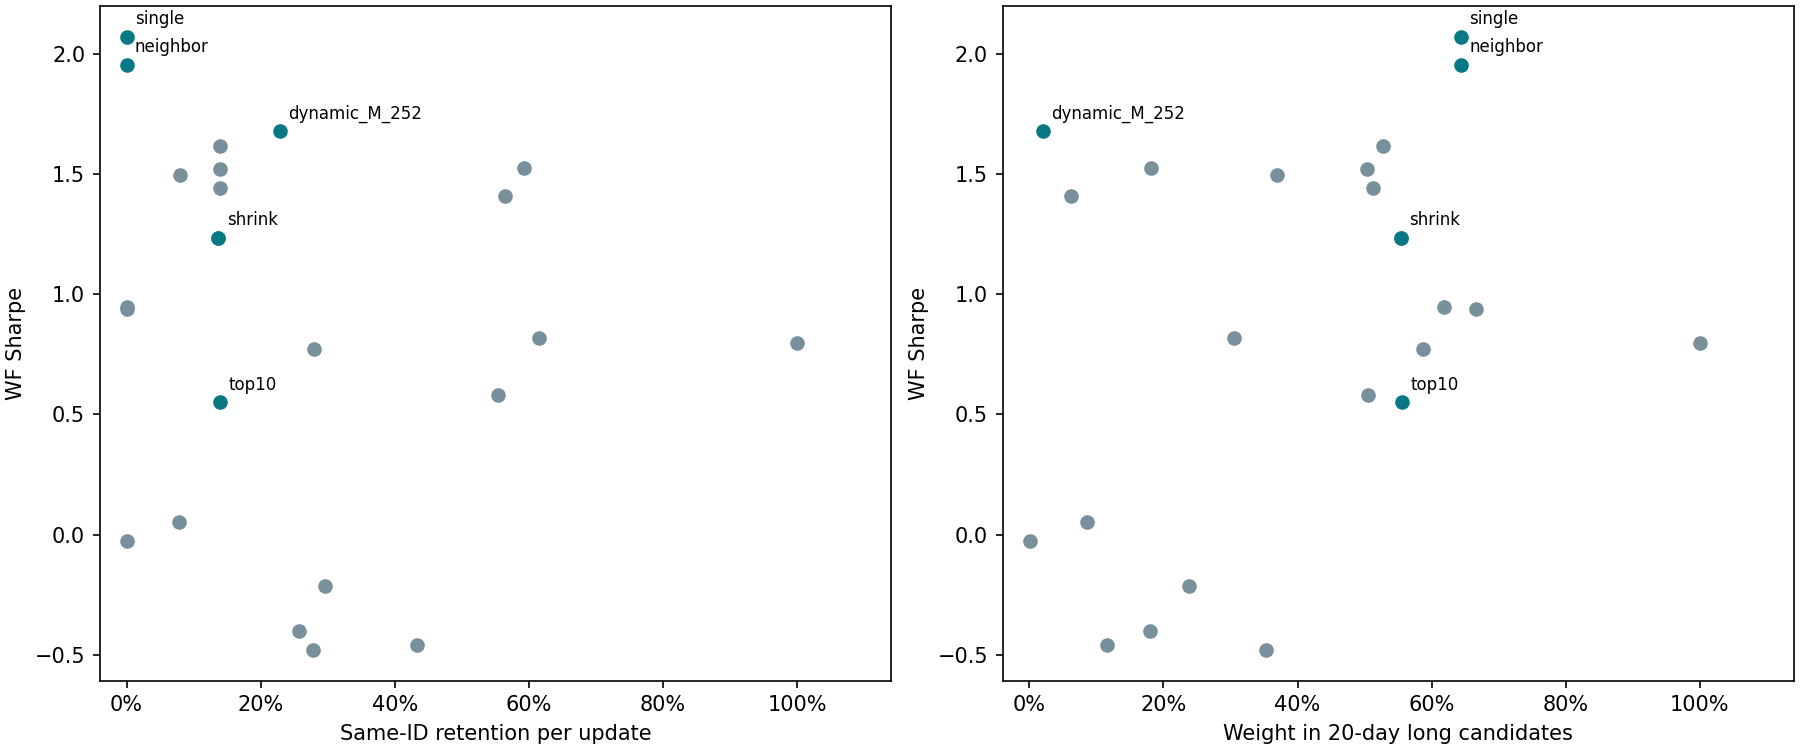 single
neighbor
dynamic_M_252
shrink
top10
2.0
1.5
1.0
0.5
0.0
−0.5
WF Sharpe
0%
20%
40%
60%
80%
100%
Same-ID retention per update
single
neighbor
dynamic_M_252
shrink
top10
2.0
1.5
1.0
0.5
0.0
−0.5
WF Sharpe
0%
20%
40%
60%
80%
100%
Weight in 20-day long candidates